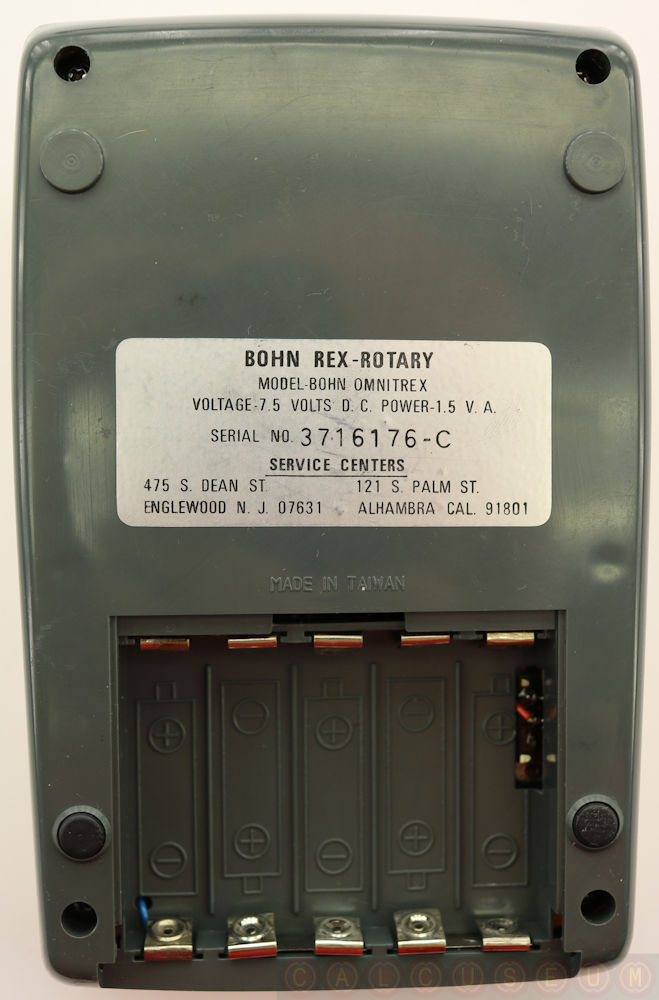 BOHN REX-ROTARY
MODEL-BOHN OMNITREX
VOLTAGE-7.5 VOLTS D.C. POWER-1.5 V.A.
SERIAL NO. 3716176-C
SERVICE CENTERS
475 S. DEAN ST. 121 S. PALM ST.
ENGLEWOOD N.J. 07631 ALHAMBRA CAL. 91801
MADE IN TAIWAN
+ − + − +
− + − + −
CALCUSEUM